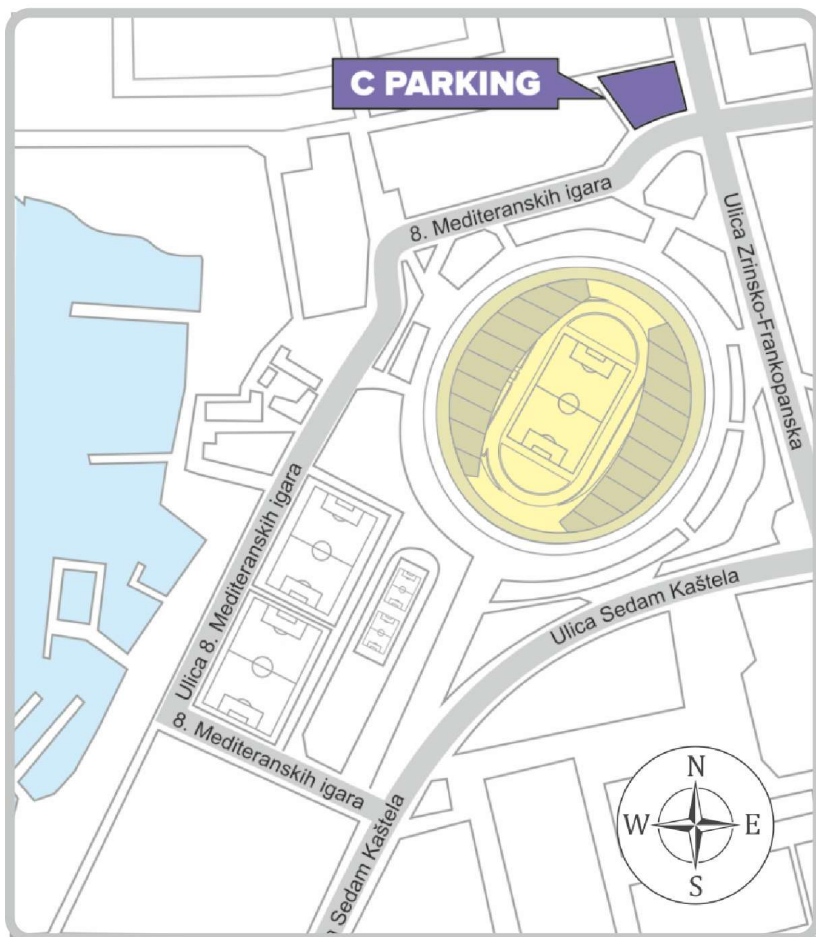 C PARKING
8. Mediteranskih igara
Ulica Zrinsko-Frankopanska
Ulica 8. Mediteranskih igara
Ulica Sedam Kaštela
8. Mediteranskih igara
Sedam Kaštela
N
W E
S